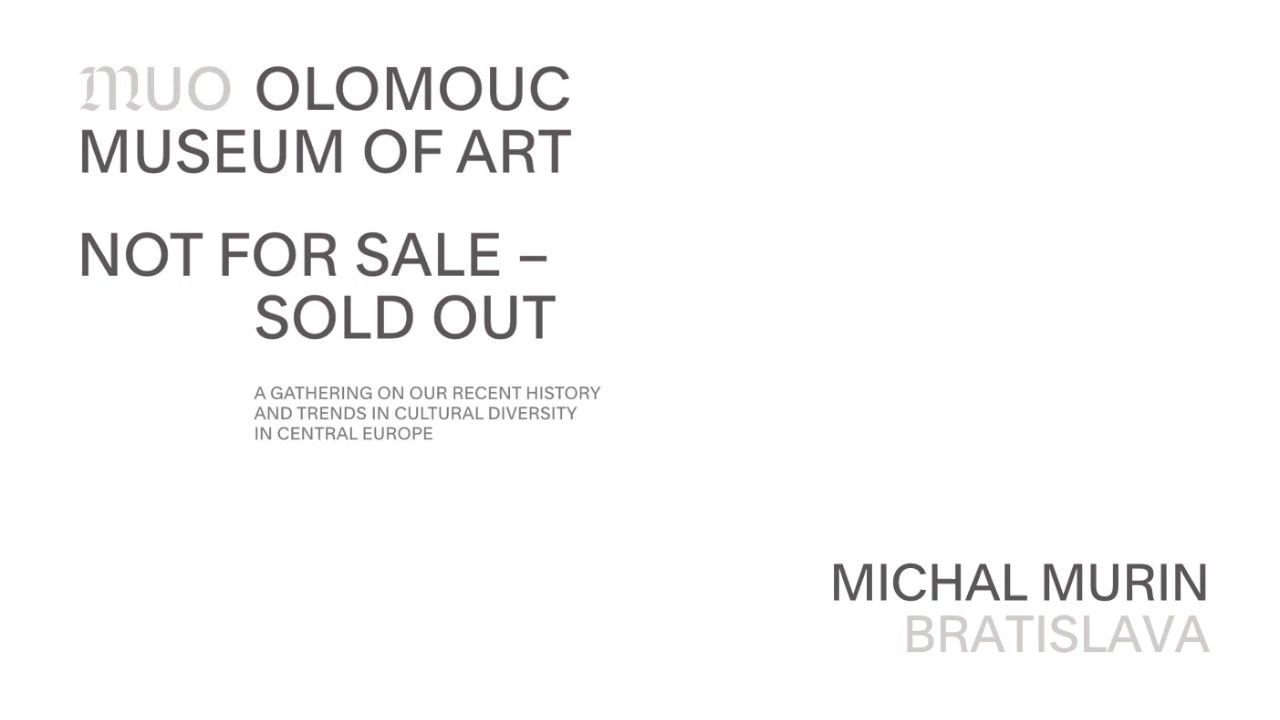 MUO OLOMOUC
MUSEUM OF ART
NOT FOR SALE –
SOLD OUT
A GATHERING ON OUR RECENT HISTORY
AND TRENDS IN CULTURAL DIVERSITY
IN CENTRAL EUROPE
MICHAL MURIN
BRATISLAVA